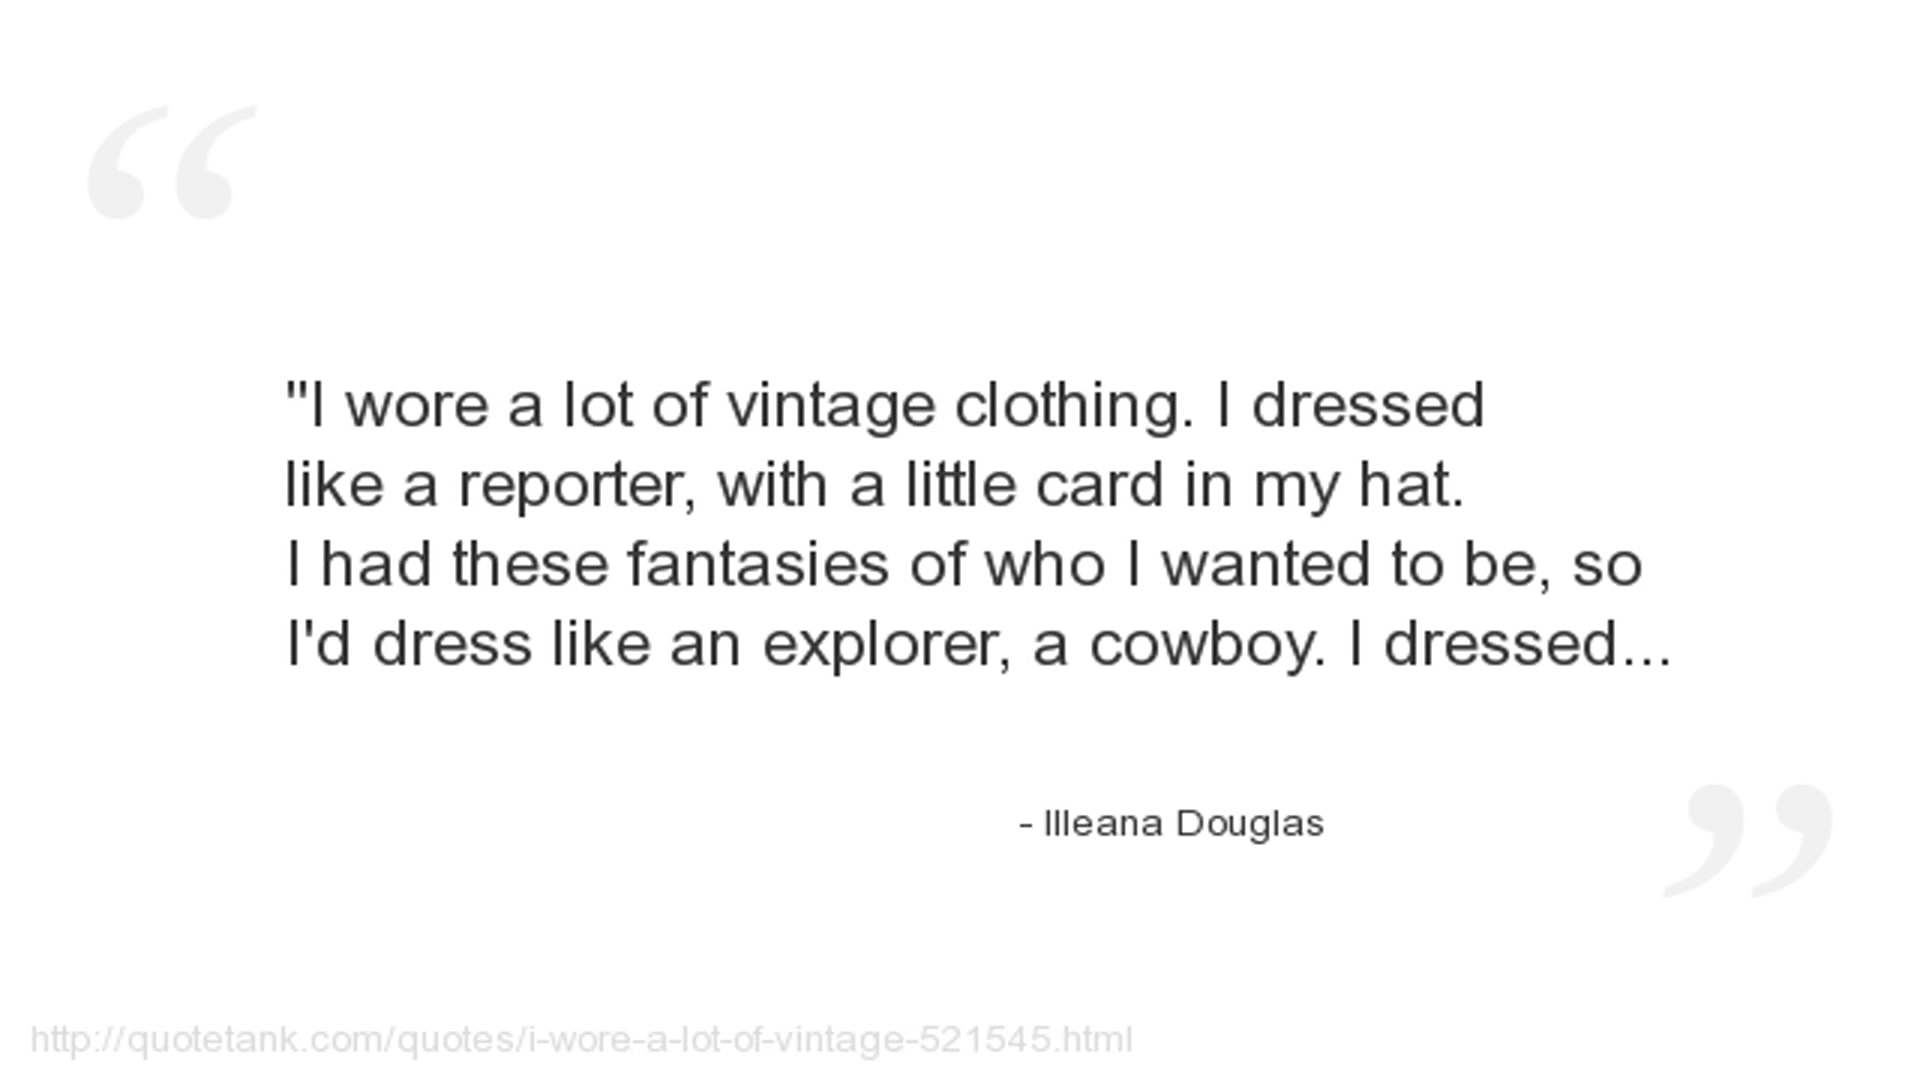 "I wore a lot of vintage clothing. I dressed
like a reporter, with a little card in my hat.
I had these fantasies of who I wanted to be, so
I'd dress like an explorer, a cowboy. I dressed...
- Illeana Douglas
http://quotetank.com/quotes/i-wore-a-lot-of-vintage-521545.html